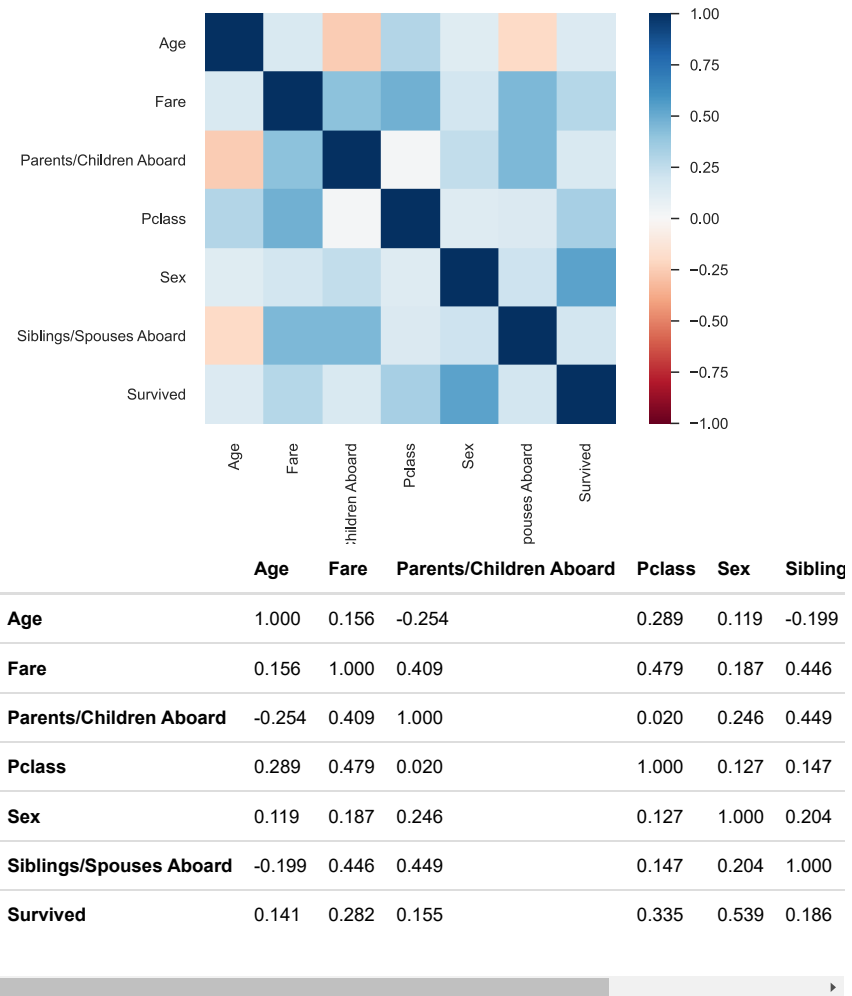 1.00
Age
0.75
Fare
0.50
Parents/Children Aboard
0.25
Pclass
0.00
Sex
−0.25
Siblings/Spouses Aboard
−0.50
−0.75
Survived
−1.00
Age
Fare
hildren Aboard
Pclass
Sex
pouses Aboard
Survived
Age Fare Parents/Children Aboard Pclass Sex Sibling
Age 1.000 0.156 -0.254 0.289 0.119 -0.199
Fare 0.156 1.000 0.409 0.479 0.187 0.446
Parents/Children Aboard -0.254 0.409 1.000 0.020 0.246 0.449
Pclass 0.289 0.479 0.020 1.000 0.127 0.147
Sex 0.119 0.187 0.246 0.127 1.000 0.204
Siblings/Spouses Aboard -0.199 0.446 0.449 0.147 0.204 1.000
Survived 0.141 0.282 0.155 0.335 0.539 0.186